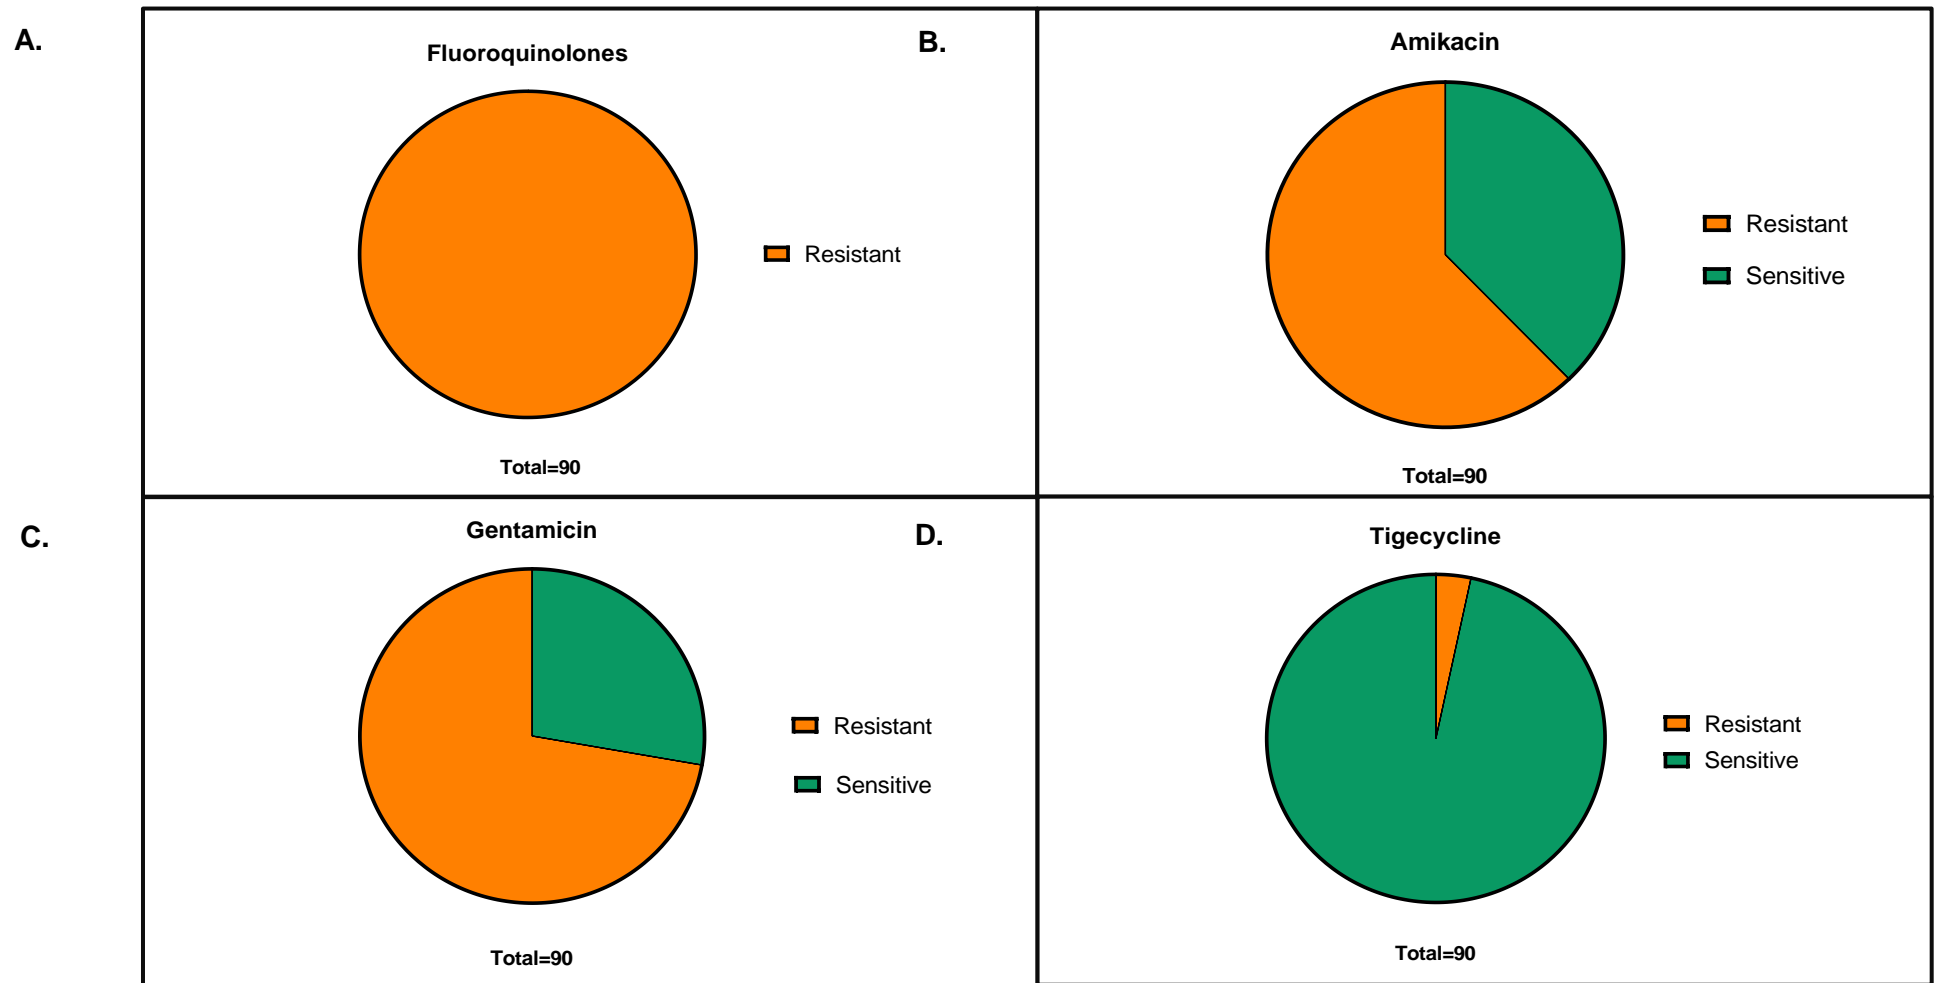 A.
Fluoroquinolones
Resistant
Total=90
B.
Amikacin
Resistant
Sensitive
Total=90
C.
Gentamicin
Resistant
Sensitive
Total=90
D.
Tigecycline
Resistant
Sensitive
Total=90